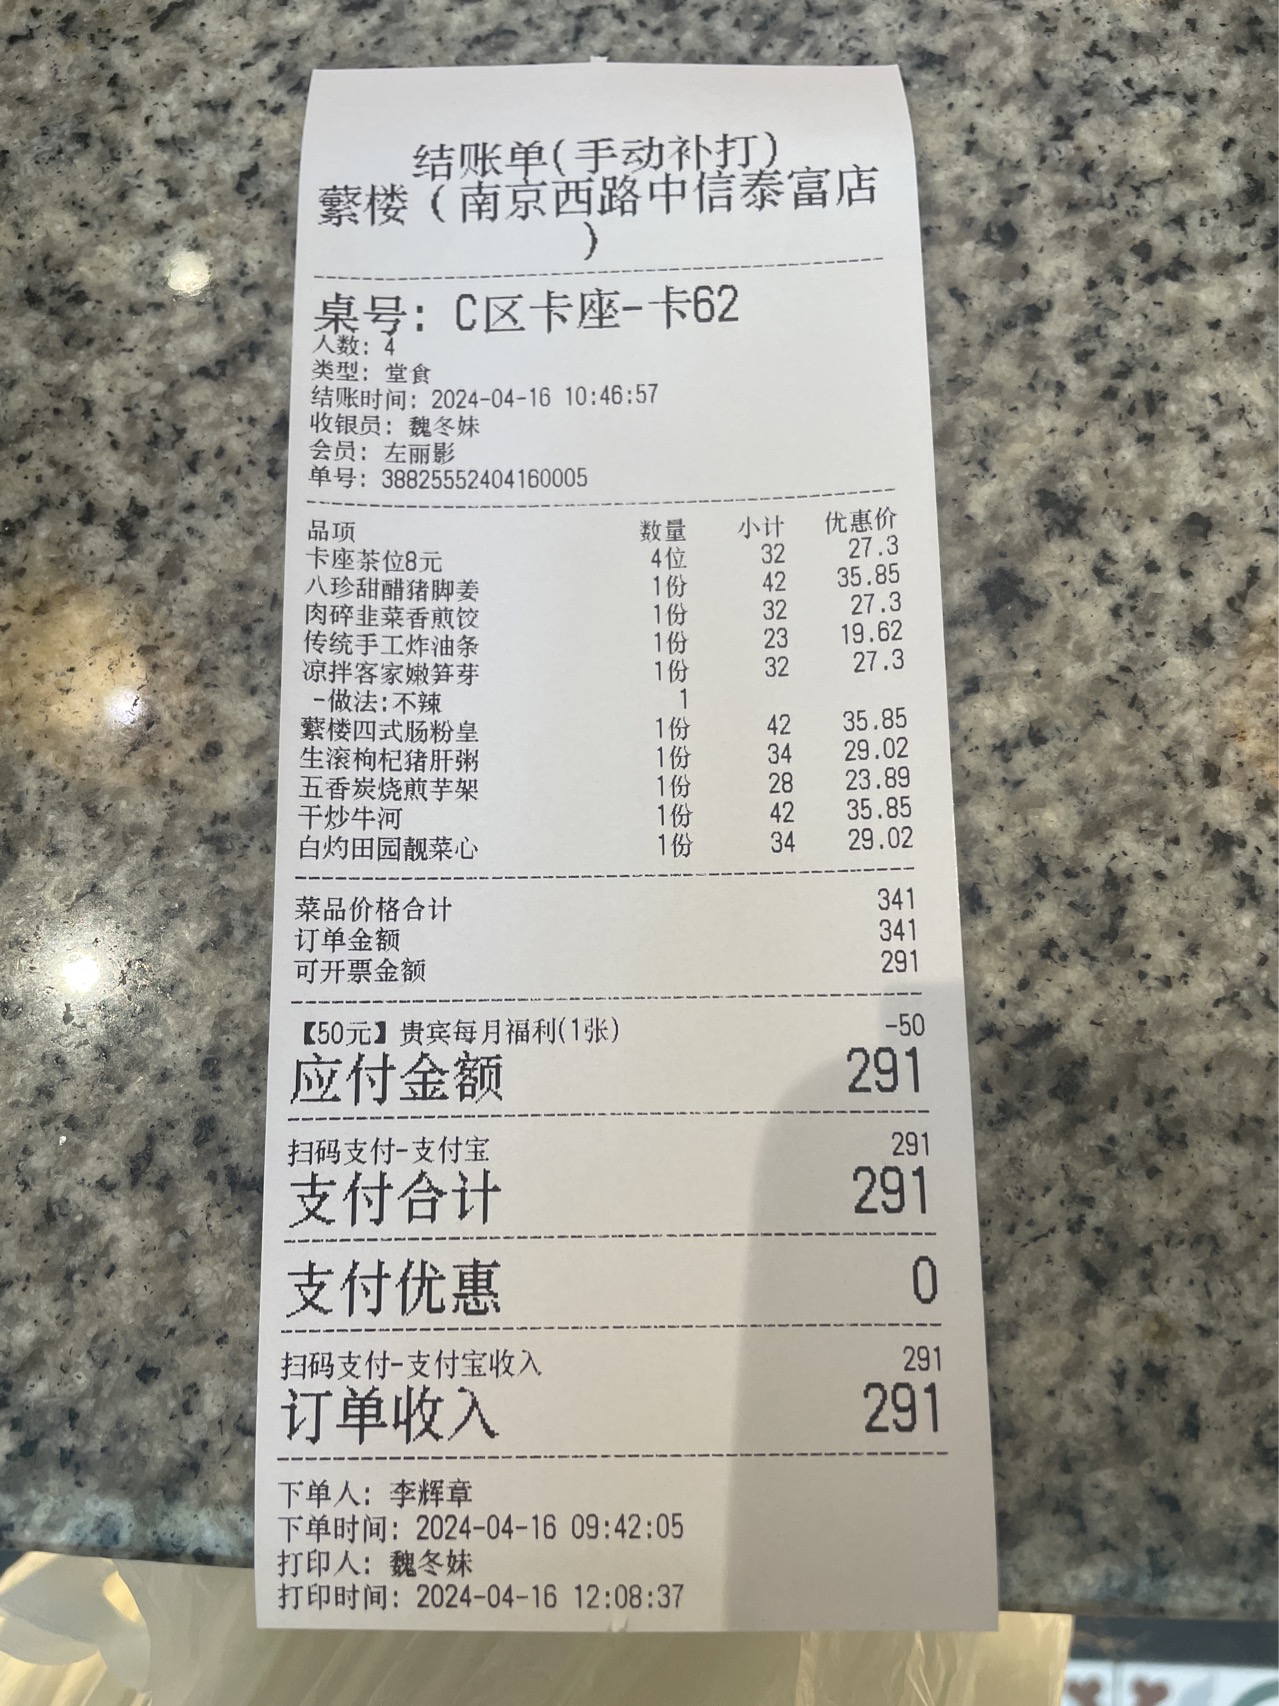 结账单(手动补打)
蘩楼(南京西路中信泰富店
)
桌号: C区卡座-卡62
人数: 4
类型: 堂食
结账时间: 2024-04-16 10:46:57
收银员: 魏冬妹
会员: 左丽影
单号: 38825552404160005
品项 数量 小计 优惠价
卡座茶位8元 4位 32 27.3
八珍甜醋猪脚姜 1份 42 35.85
肉碎韭菜香煎饺 1份 32 27.3
传统手工炸油条 1份 23 19.62
凉拌客家嫩笋芽 1份 32 27.3
-做法:不辣 1
蘩楼四式肠粉皇 1份 42 35.85
生滚枸杞猪肝粥 1份 34 29.02
五香炭烧煎芋架 1份 28 23.89
干炒牛河 1份 42 35.85
白灼田园靓菜心 1份 34 29.02
菜品价格合计 341
订单金额 341
可开票金额 291
【50元】贵宾每月福利(1张) -50
应付金额 291
扫码支付-支付宝 291
支付合计 291
支付优惠 0
扫码支付-支付宝收入 291
订单收入 291
下单人: 李辉章
下单时间: 2024-04-16 09:42:05
打印人: 魏冬妹
打印时间: 2024-04-16 12:08:37